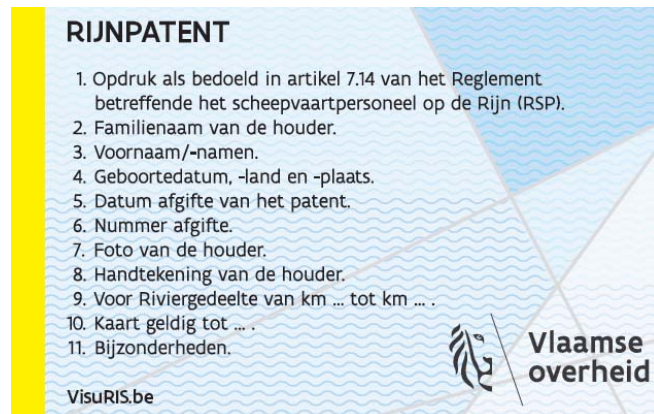 RIJNPATENT
1. Opdruk als bedoeld in artikel 7.14 van het Reglement
betreffende het scheepvaartpersoneel op de Rijn (RSP).
2. Familienaam van de houder.
3. Voornaam/-namen.
4. Geboortedatum, -land en -plaats.
5. Datum afgifte van het patent.
6. Nummer afgifte.
7. Foto van de houder.
8. Handtekening van de houder.
9. Voor Riviergedeelte van km ... tot km ... .
10. Kaart geldig tot ... .
11. Bijzonderheden.
Vlaamse
overheid
VisuRIS.be